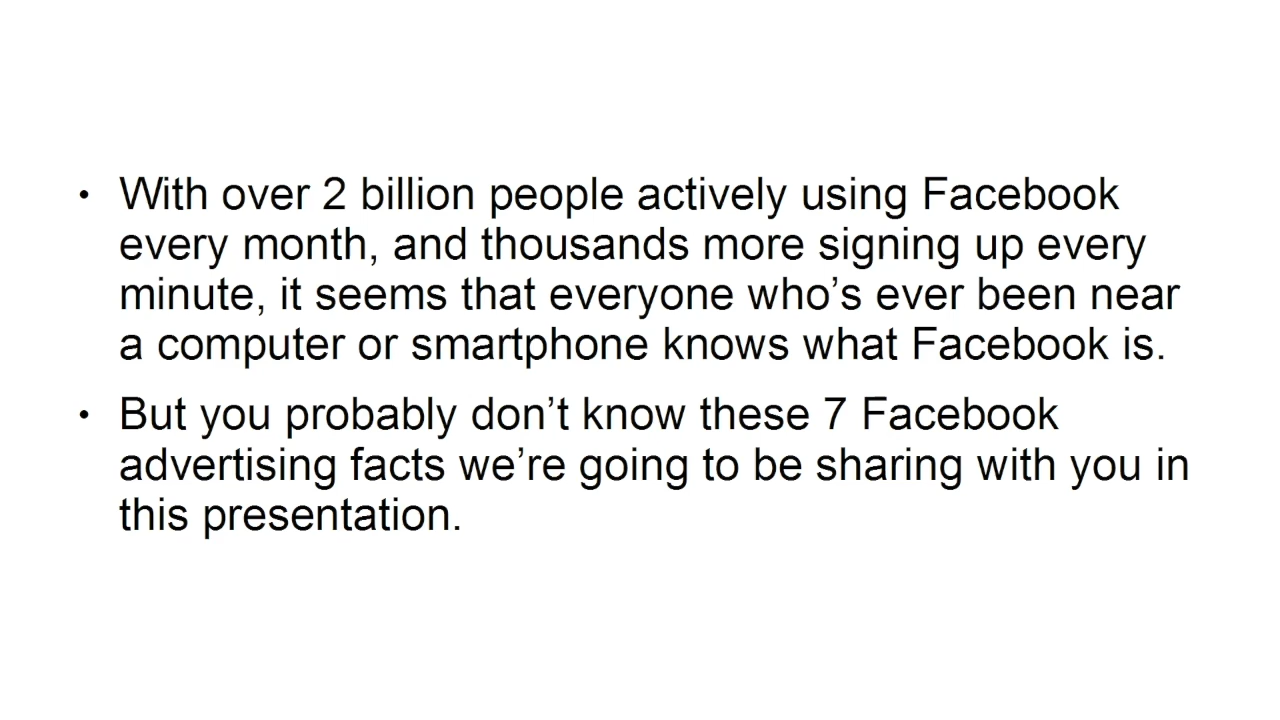 • With over 2 billion people actively using Facebook
every month, and thousands more signing up every
minute, it seems that everyone who’s ever been near
a computer or smartphone knows what Facebook is.
• But you probably don’t know these 7 Facebook
advertising facts we’re going to be sharing with you in
this presentation.